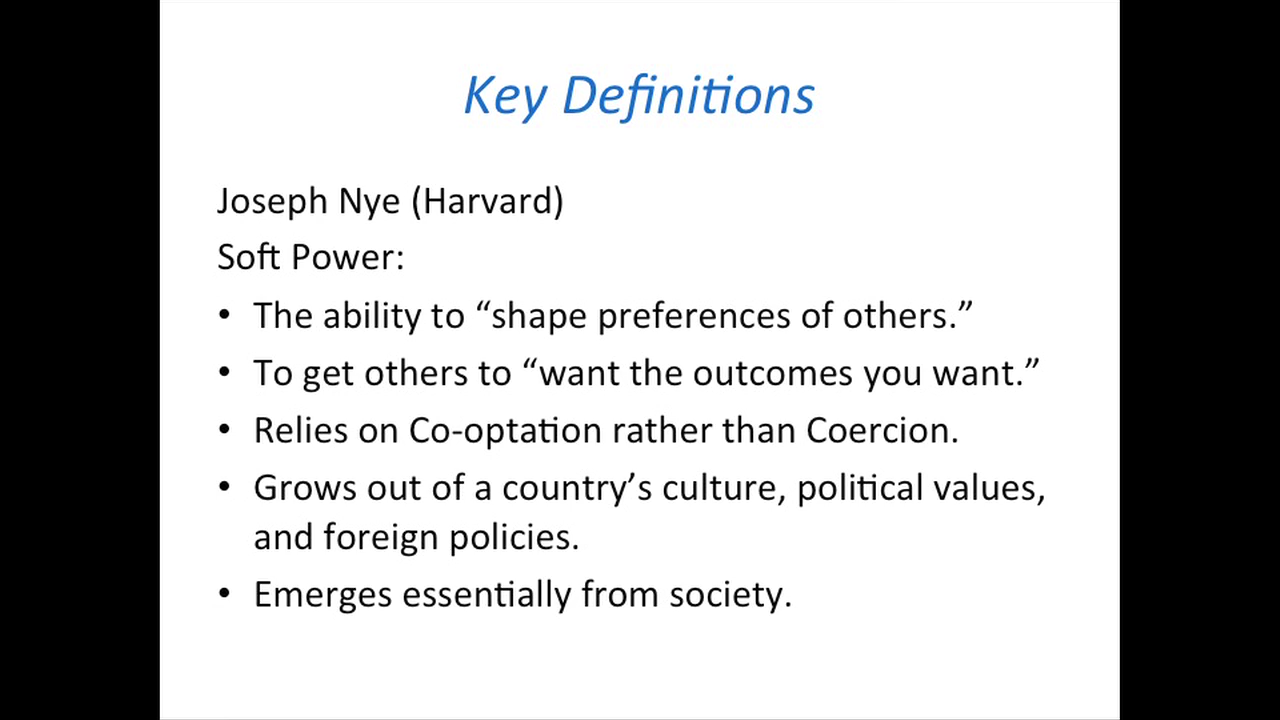 Key Definitions
Joseph Nye (Harvard)
Soft Power:
• The ability to “shape preferences of others.”
• To get others to “want the outcomes you want.”
• Relies on Co-optation rather than Coercion.
• Grows out of a country’s culture, political values,
and foreign policies.
• Emerges essentially from society.